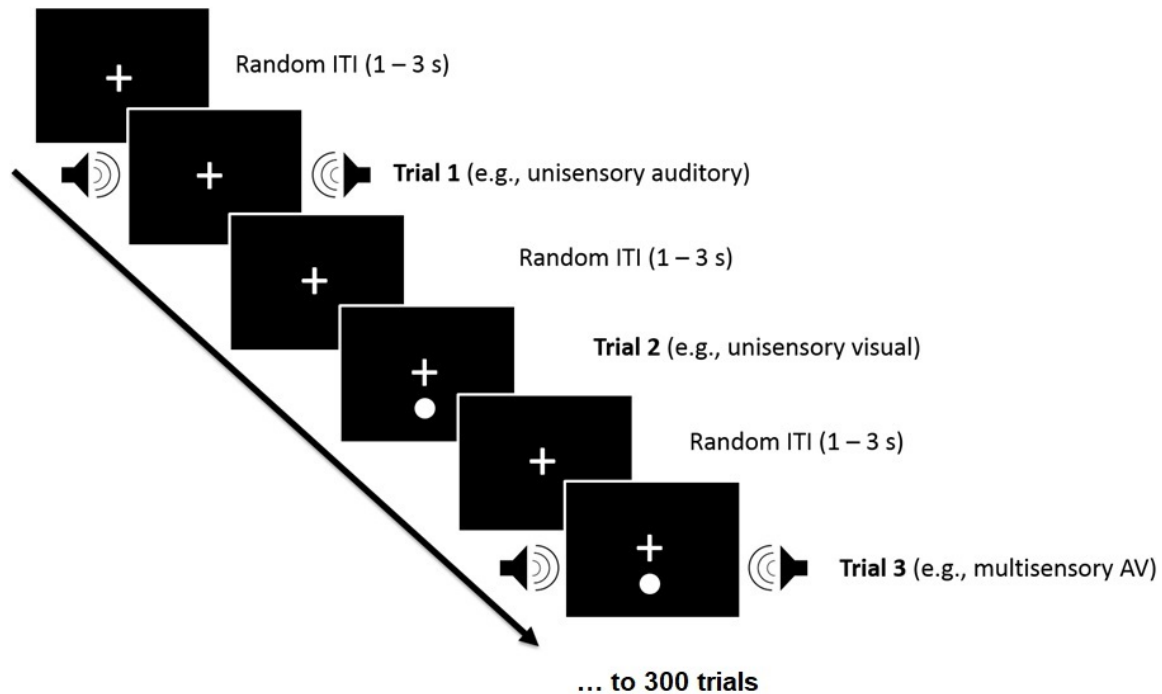 Random ITI (1 – 3 s)
Trial 1 (e.g., unisensory auditory)
Random ITI (1 – 3 s)
Trial 2 (e.g., unisensory visual)
Random ITI (1 – 3 s)
Trial 3 (e.g., multisensory AV)
... to 300 trials